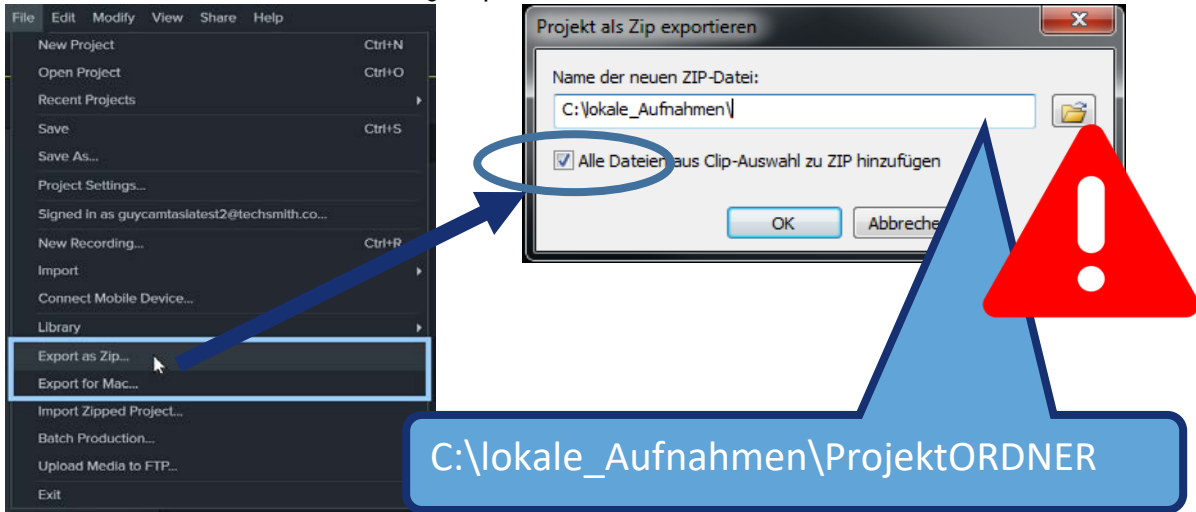 File Edit Modify View Share Help
New Project Ctrl+N
Open Project Ctrl+O
Recent Projects
Save Ctrl+S
Save As...
Project Settings...
Signed in as guycamtasiatest2@techsmith.co...
New Recording... Ctrl+R
Import
Connect Mobile Device...
Library
Export as Zip...
Export for Mac...
Import Zipped Project...
Batch Production...
Upload Media to FTP...
Exit
Projekt als Zip exportieren
Name der neuen ZIP-Datei:
C:\lokale_Aufnahmen\
Alle Dateien aus Clip-Auswahl zu ZIP hinzufügen
OK Abbreche
C:\lokale_Aufnahmen\ProjektORDNER